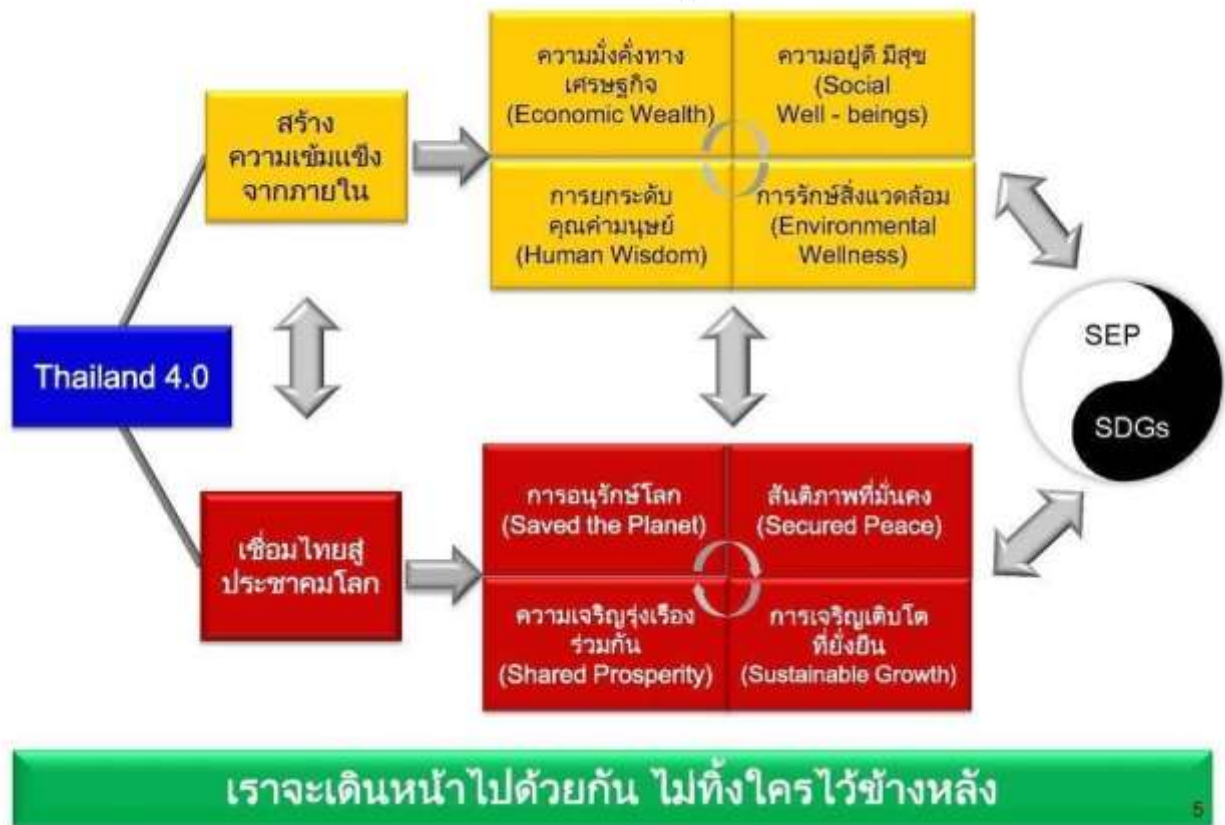 ความมั่งคั่งทาง
เศรษฐกิจ
(Economic Wealth)
ความอยู่ดี มีสุข
(Social
Well - beings)
สร้าง
ความเข้มแข็ง
จากภายใน
การยกระดับ
คุณค่ามนุษย์
(Human Wisdom)
การรักษ์สิ่งแวดล้อม
(Environmental
Wellness)
Thailand 4.0
SEP
SDGs
เชื่อมไทยสู่
ประชาคมโลก
การอนุรักษ์โลก
(Saved the Planet)
สันติภาพที่มั่นคง
(Secured Peace)
ความเจริญรุ่งเรือง
ร่วมกัน
(Shared Prosperity)
การเจริญเติบโต
ที่ยั่งยืน
(Sustainable Growth)
เราจะเดินหน้าไปด้วยกัน ไม่ทิ้งใครไว้ข้างหลัง
5